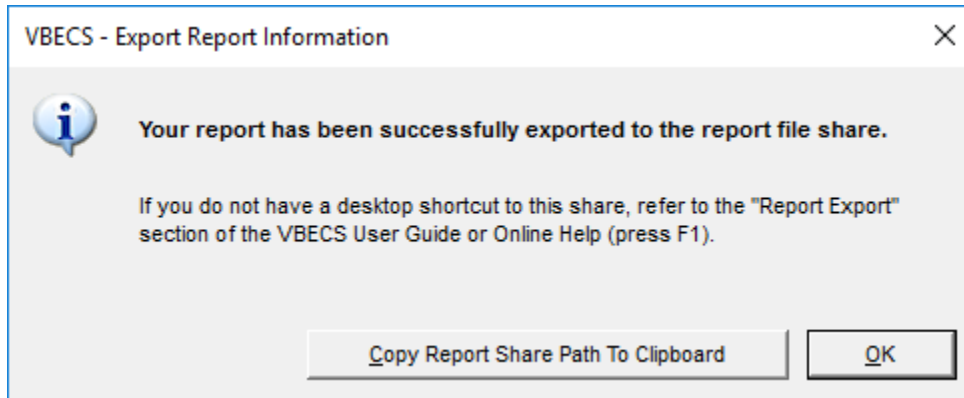 VBECS - Export Report Information
Your report has been successfully exported to the report file share.
If you do not have a desktop shortcut to this share, refer to the "Report Export"
section of the VBECS User Guide or Online Help (press F1).
Copy Report Share Path To Clipboard
OK